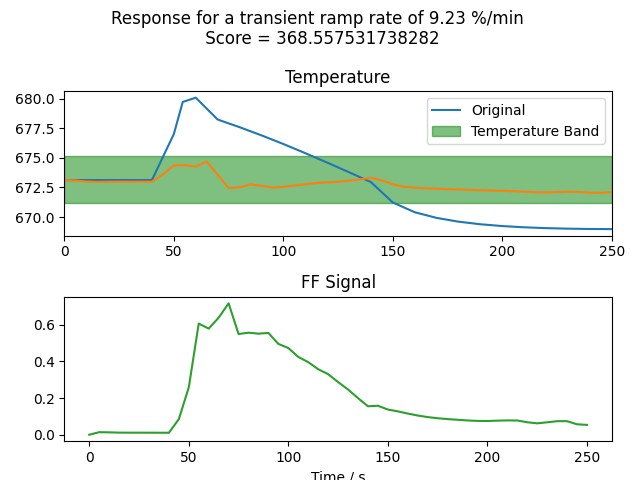 Response for a transient ramp rate of 9.23 %/min
Score = 368.557531738282
Temperature
680.0
677.5
675.0
672.5
670.0
Original
Temperature Band
0 50 100 150 200 250
FF Signal
0.6
0.4
0.2
0.0
0 50 100 150 200 250
Time / s